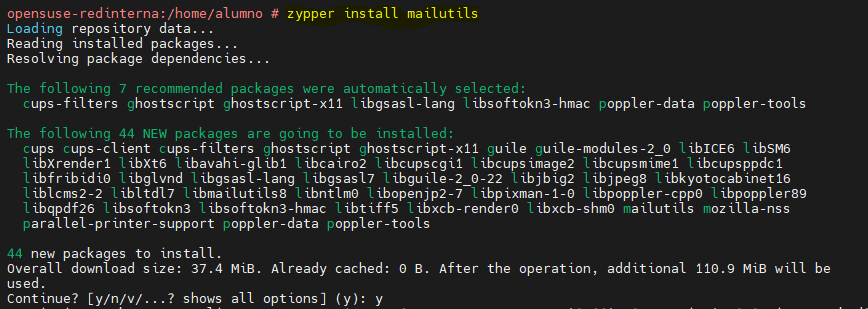 opensuse-redinterna:/home/alumno # zypper install mailutils
Loading repository data...
Reading installed packages...
Resolving package dependencies...
The following 7 recommended packages were automatically selected:
cups-filters ghostscript ghostscript-x11 libgsasl-lang libsoftokn3-hmac poppler-data poppler-tools
The following 44 NEW packages are going to be installed:
cups cups-client cups-filters ghostscript ghostscript-x11 guile guile-modules-2_0 libICE6 libSM6
libXrender1 libXt6 libavahi-glib1 libcairo2 libcupscgi1 libcupsimage2 libcupsmime1 libcupsppdc1
libfribidi0 libglvnd libgsasl-lang libgsasl7 libguile-2_0-22 libjbig2 libjpeg8 libkyotocabinet16
liblcms2-2 libltdl7 libmailutils8 libntlm0 libopenjp2-7 libpixman-1-0 libpoppler-cpp0 libpoppler89
libqpdf26 libsoftokn3 libsoftokn3-hmac libtiff5 libxcb-render0 libxcb-shm0 mailutils mozilla-nss
parallel-printer-support poppler-data poppler-tools
44 new packages to install.
Overall download size: 37.4 MiB. Already cached: 0 B. After the operation, additional 110.9 MiB will be
used.
Continue? [y/n/v/...? shows all options] (y): y